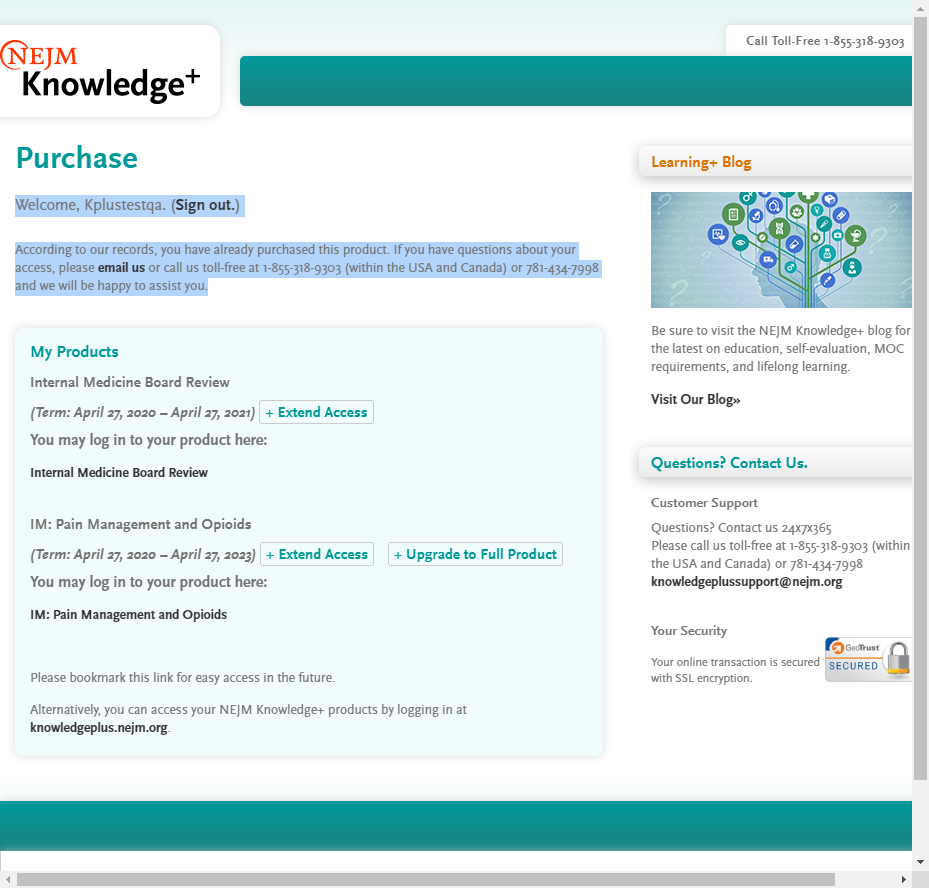 NEJM
Knowledge+
Call Toll-Free 1-855-318-9303
Purchase
Welcome, Kplustestqa. (Sign out.)
According to our records, you have already purchased this product. If you have questions about your
access, please email us or call us toll-free at 1-855-318-9303 (within the USA and Canada) or 781-434-7998
and we will be happy to assist you.
My Products
Internal Medicine Board Review
(Term: April 27, 2020 – April 27, 2021) + Extend Access
You may log in to your product here:
Internal Medicine Board Review
IM: Pain Management and Opioids
(Term: April 27, 2020 – April 27, 2023) + Extend Access + Upgrade to Full Product
You may log in to your product here:
IM: Pain Management and Opioids
Please bookmark this link for easy access in the future.
Alternatively, you can access your NEJM Knowledge+ products by logging in at
knowledgeplus.nejm.org.
Learning+ Blog
Be sure to visit the NEJM Knowledge+ blog for
the latest on education, self-evaluation, MOC
requirements, and lifelong learning.
Visit Our Blog»
Questions? Contact Us.
Customer Support
Questions? Contact us 24x7x365
Please call us toll-free at 1-855-318-9303 (within
the USA and Canada) or 781-434-7998
knowledgeplussupport@nejm.org
Your Security
Your online transaction is secured
with SSL encryption.
GeoTrust
SECURED